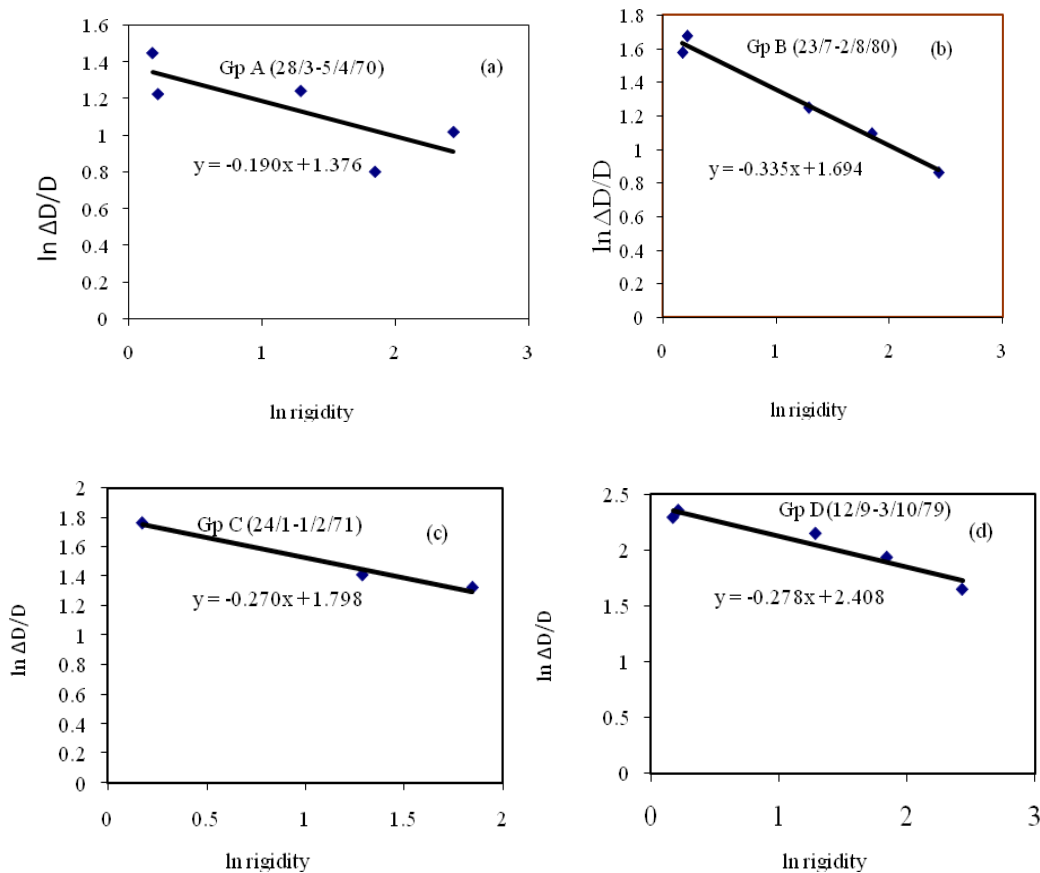 1.6
1.4
1.2
1
0.8
0.6
0.4
0.2
0
ln ΔD/D
Gp A (28/3-5/4/70)
(a)
y = -0.190x + 1.376
0 1 2 3
ln rigidity
1.8
1.6
1.4
1.2
1
0.8
0.6
0.4
0.2
0
ln ΔD/D
Gp B (23/7-2/8/80)
(b)
y = -0.335x + 1.694
0 1 2 3
ln rigidity
2
1.8
1.6
1.4
1.2
1
0.8
0.6
0.4
0.2
0
ln ΔD/D
Gp C (24/1-1/2/71)
(c)
y = -0.270x + 1.798
0 0.5 1 1.5 2
ln rigidity
2.5
2
1.5
1
0.5
0
ln ΔD/D
Gp D (12/9-3/10/79)
(d)
y = -0.278x + 2.408
0 1 2 3
ln rigidity